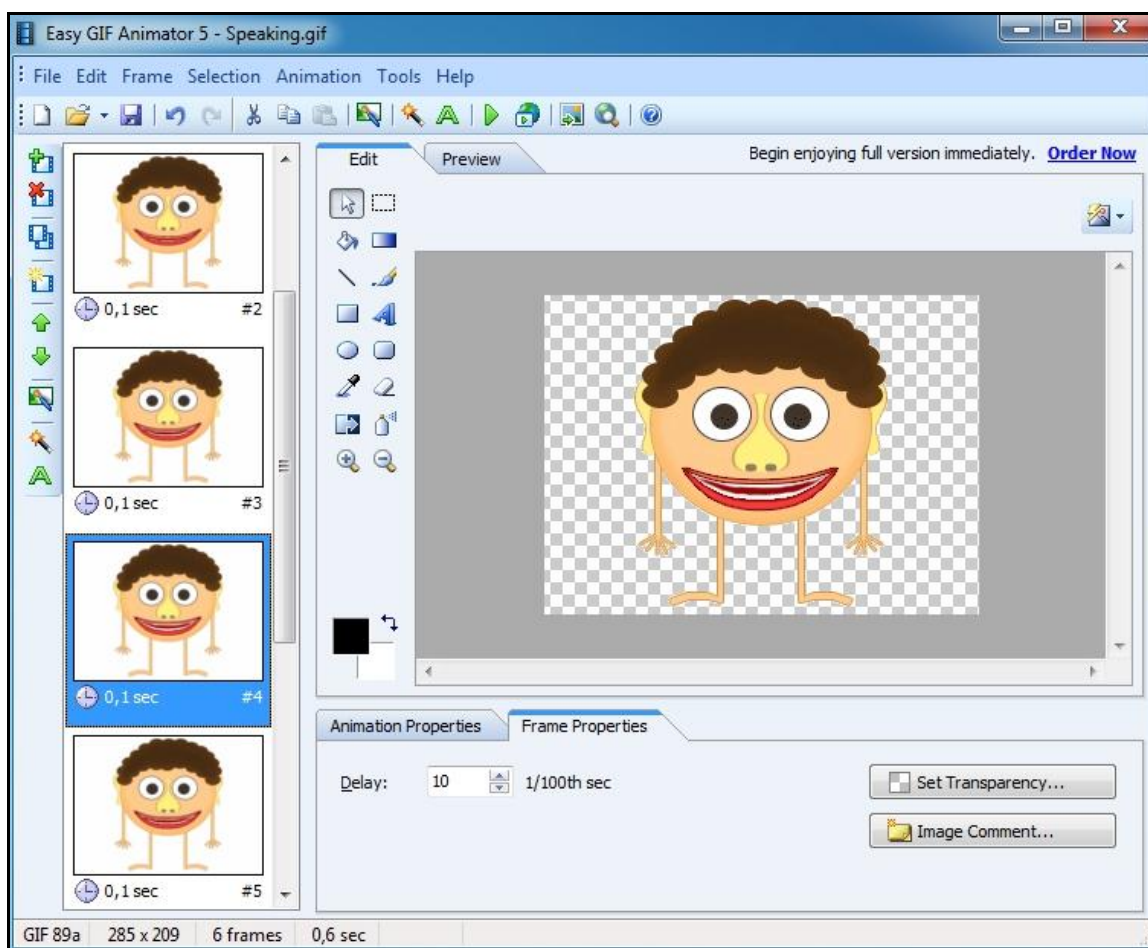 Easy GIF Animator 5 - Speaking.gif
File Edit Frame Selection Animation Tools Help
Edit Preview Begin enjoying full version immediately. Order Now
0,1 sec #2
0,1 sec #3
0,1 sec #4
0,1 sec #5
Animation Properties Frame Properties
Delay: 10 1/100th sec Set Transparency...
Image Comment...
GIF 89a 285 x 209 6 frames 0,6 sec